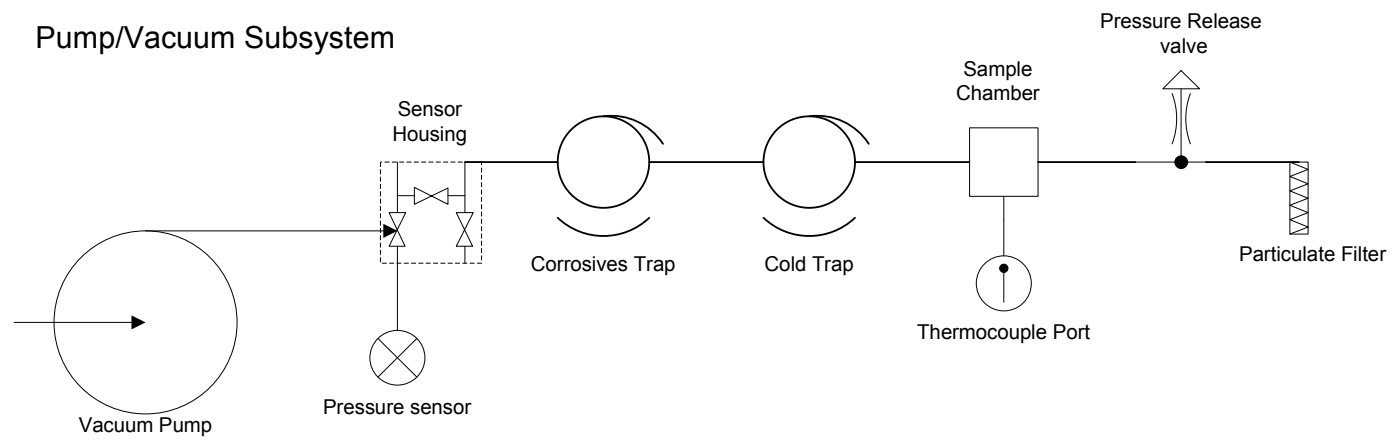 Pump/Vacuum Subsystem
Pressure Release
valve
Sample
Chamber
Sensor
Housing
Corrosives Trap
Cold Trap
Particulate Filter
Thermocouple Port
Pressure sensor
Vacuum Pump